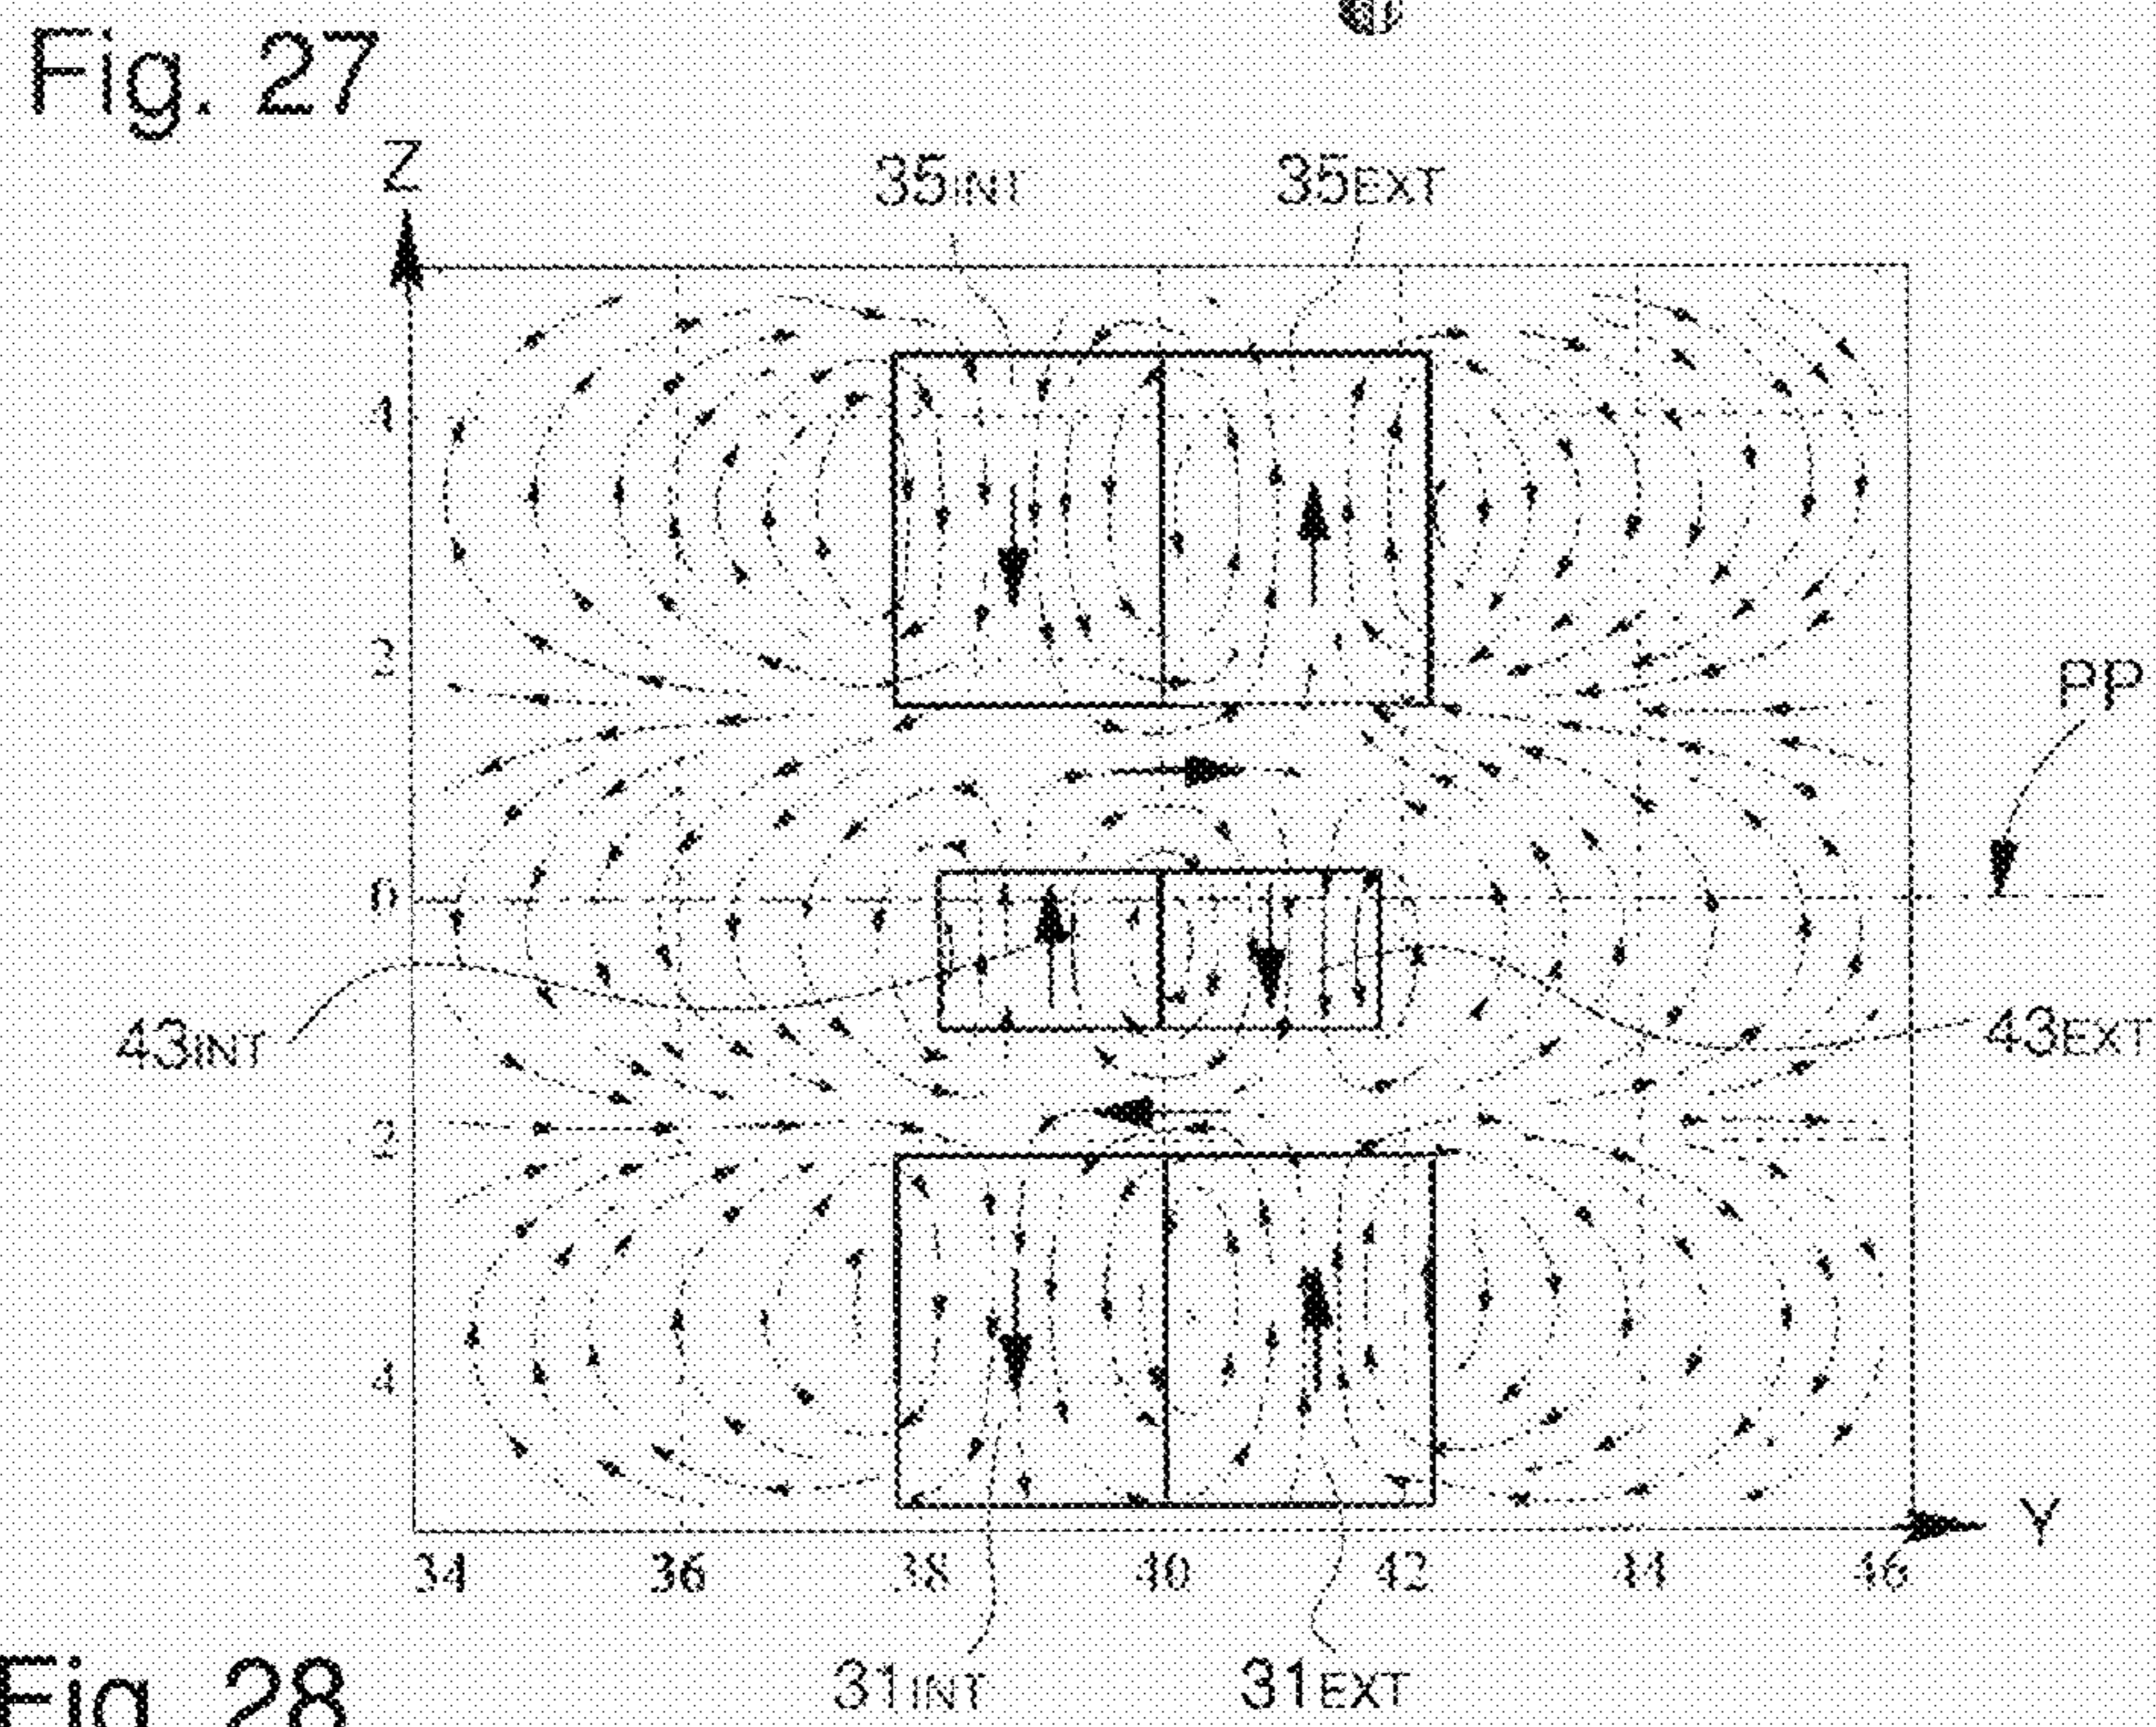 Fig. 27
Z
35INT 35EXT
4
2
PP
0
43INT
43EXT
2
4
Y
34 36 38 40 42 44 46
31INT 31EXT
Fig. 28